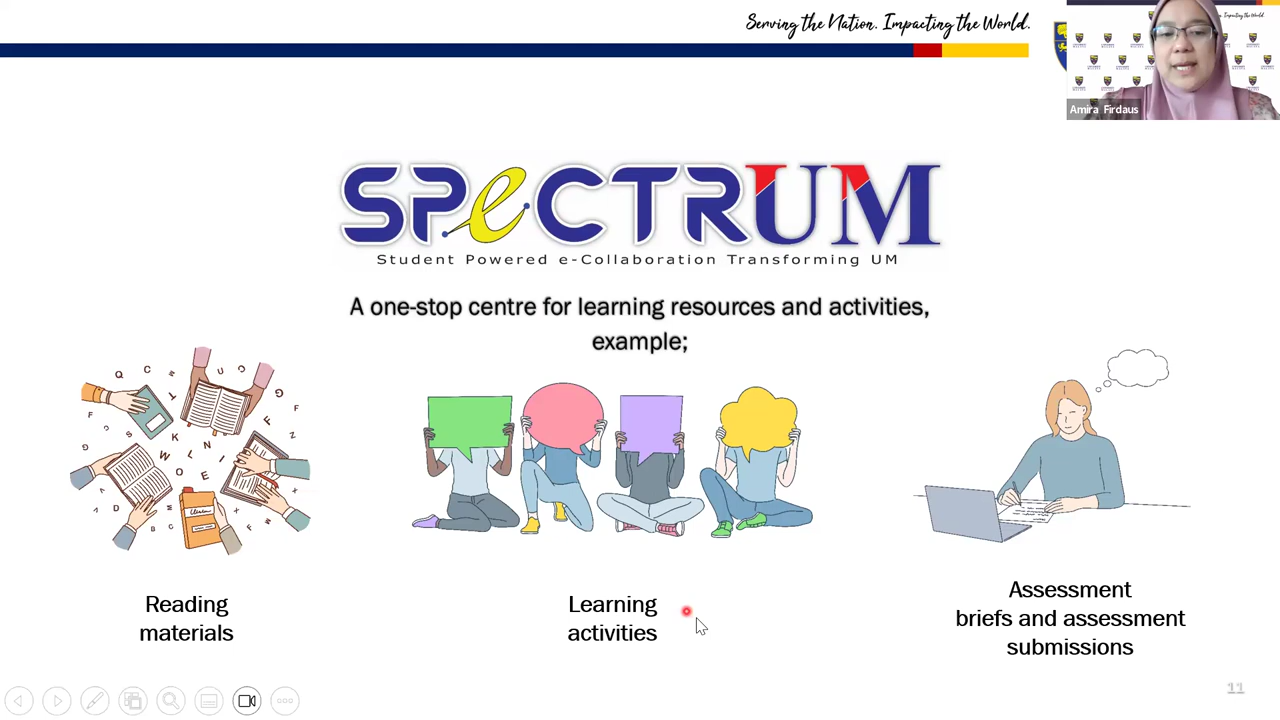 Serving the Nation. Impacting the World.
Amira Firdaus
SPeCTRUM
Student Powered e-Collaboration Transforming UM
A one-stop centre for learning resources and activities,
example;
Reading
materials
Learning
activities
Assessment
briefs and assessment
submissions
11